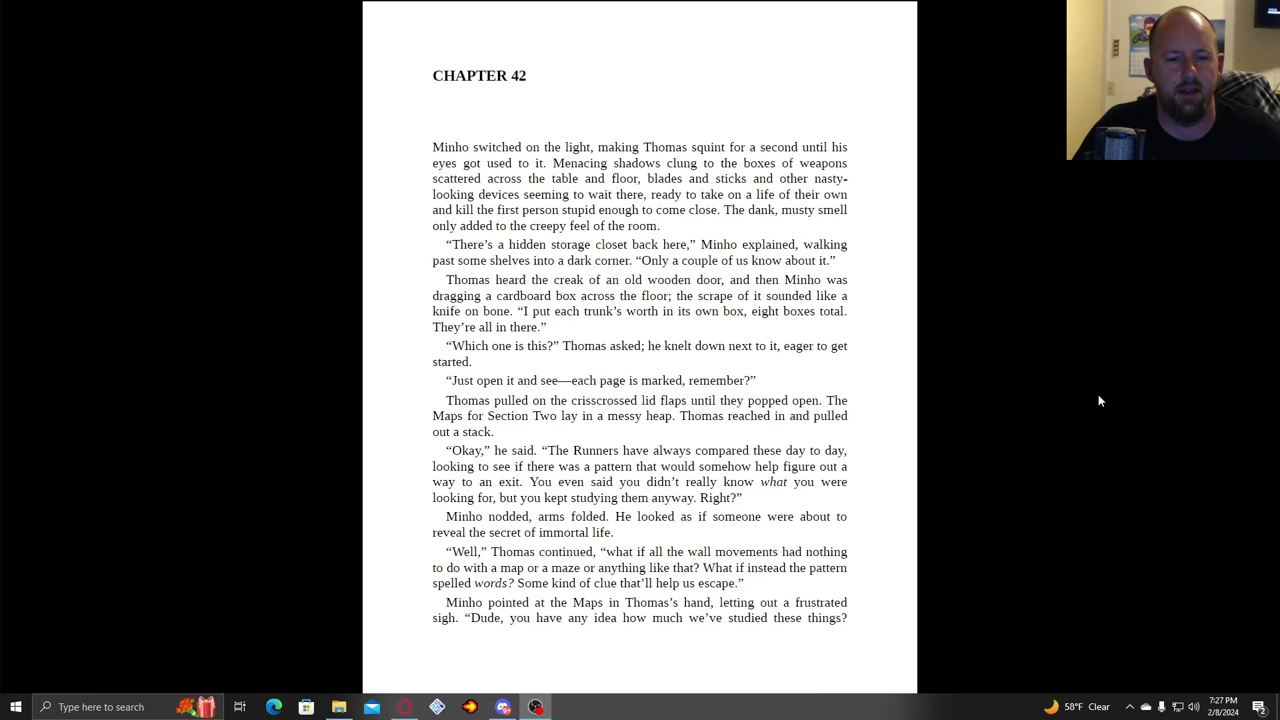 CHAPTER 42
Minho switched on the light, making Thomas squint for a second until his
eyes got used to it. Menacing shadows clung to the boxes of weapons
scattered across the table and floor, blades and sticks and other nasty-
looking devices seeming to wait there, ready to take on a life of their own
and kill the first person stupid enough to come close. The dank, musty smell
only added to the creepy feel of the room.
“There’s a hidden storage closet back here,” Minho explained, walking
past some shelves into a dark corner. “Only a couple of us know about it.”
Thomas heard the creak of an old wooden door, and then Minho was
dragging a cardboard box across the floor; the scrape of it sounded like a
knife on bone. “I put each trunk’s worth in its own box, eight boxes total.
They’re all in there.”
“Which one is this?” Thomas asked; he knelt down next to it, eager to get
started.
“Just open it and see—each page is marked, remember?”
Thomas pulled on the crisscrossed lid flaps until they popped open. The
Maps for Section Two lay in a messy heap. Thomas reached in and pulled
out a stack.
“Okay,” he said. “The Runners have always compared these day to day,
looking to see if there was a pattern that would somehow help figure out a
way to an exit. You even said you didn’t really know what you were
looking for, but you kept studying them anyway. Right?”
Minho nodded, arms folded. He looked as if someone were about to
reveal the secret of immortal life.
“Well,” Thomas continued, “what if all the wall movements had nothing
to do with a map or a maze or anything like that? What if instead the pattern
spelled words? Some kind of clue that’ll help us escape.”
Minho pointed at the Maps in Thomas’s hand, letting out a frustrated
sigh. “Dude, you have any idea how much we’ve studied these things?
Type here to search
58°F Clear
7:27 PM
2/8/2024
2